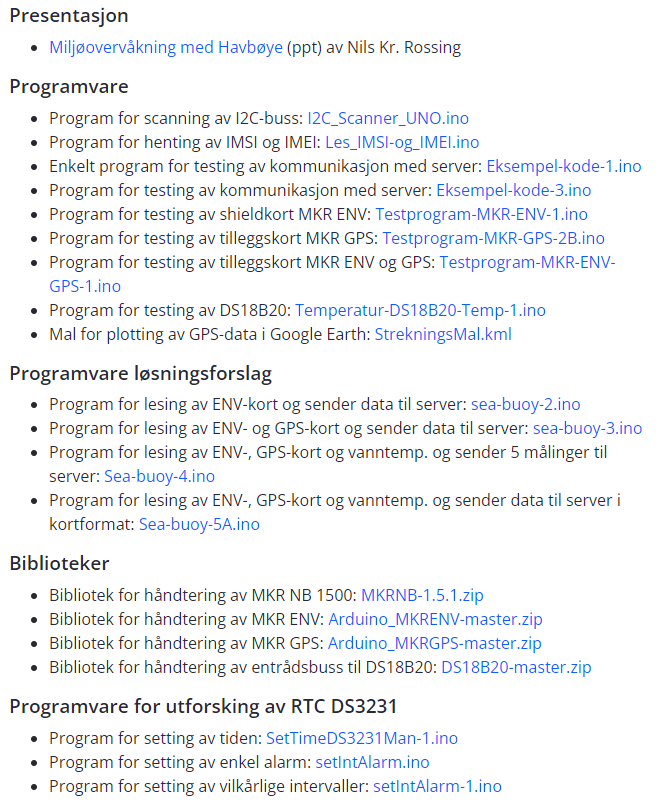 Presentasjon
Miljøovervåkning med Havbøye (ppt) av Nils Kr. Rossing
Programvare
Program for scanning av I2C-buss: I2C_Scanner_UNO.ino
Program for henting av IMSI og IMEI: Les_IMSI-og_IMEI.ino
Enkelt program for testing av kommunikasjon med server: Eksempel-kode-1.ino
Program for testing av kommunikasjon med server: Eksempel-kode-3.ino
Program for testing av shieldkort MKR ENV: Testprogram-MKR-ENV-1.ino
Program for testing av tilleggskort MKR GPS: Testprogram-MKR-GPS-2B.ino
Program for testing av tilleggskort MKR ENV og GPS: Testprogram-MKR-ENV-
GPS-1.ino
Program for testing av DS18B20: Temperatur-DS18B20-Temp-1.ino
Mal for plotting av GPS-data i Google Earth: StrekningsMal.kml
Programvare løsningsforslag
Program for lesing av ENV-kort og sender data til server: sea-buoy-2.ino
Program for lesing av ENV- og GPS-kort og sender data til server: sea-buoy-3.ino
Program for lesing av ENV-, GPS-kort og vanntemp. og sender 5 målinger til
server: Sea-buoy-4.ino
Program for lesing av ENV-, GPS-kort og vanntemp. og sender data til server i
kortformat: Sea-buoy-5A.ino
Biblioteker
Bibliotek for håndtering av MKR NB 1500: MKRNB-1.5.1.zip
Bibliotek for håndtering av MKR ENV: Arduino_MKRENV-master.zip
Bibliotek for håndtering av MKR GPS: Arduino_MKRGPS-master.zip
Bibliotek for håndtering av entrådsbuss til DS18B20: DS18B20-master.zip
Programvare for utforsking av RTC DS3231
Program for setting av tiden: SetTimeDS3231Man-1.ino
Program for setting av enkel alarm: setIntAlarm.ino
Program for setting av vilkårlige intervaller: setIntAlarm-1.ino